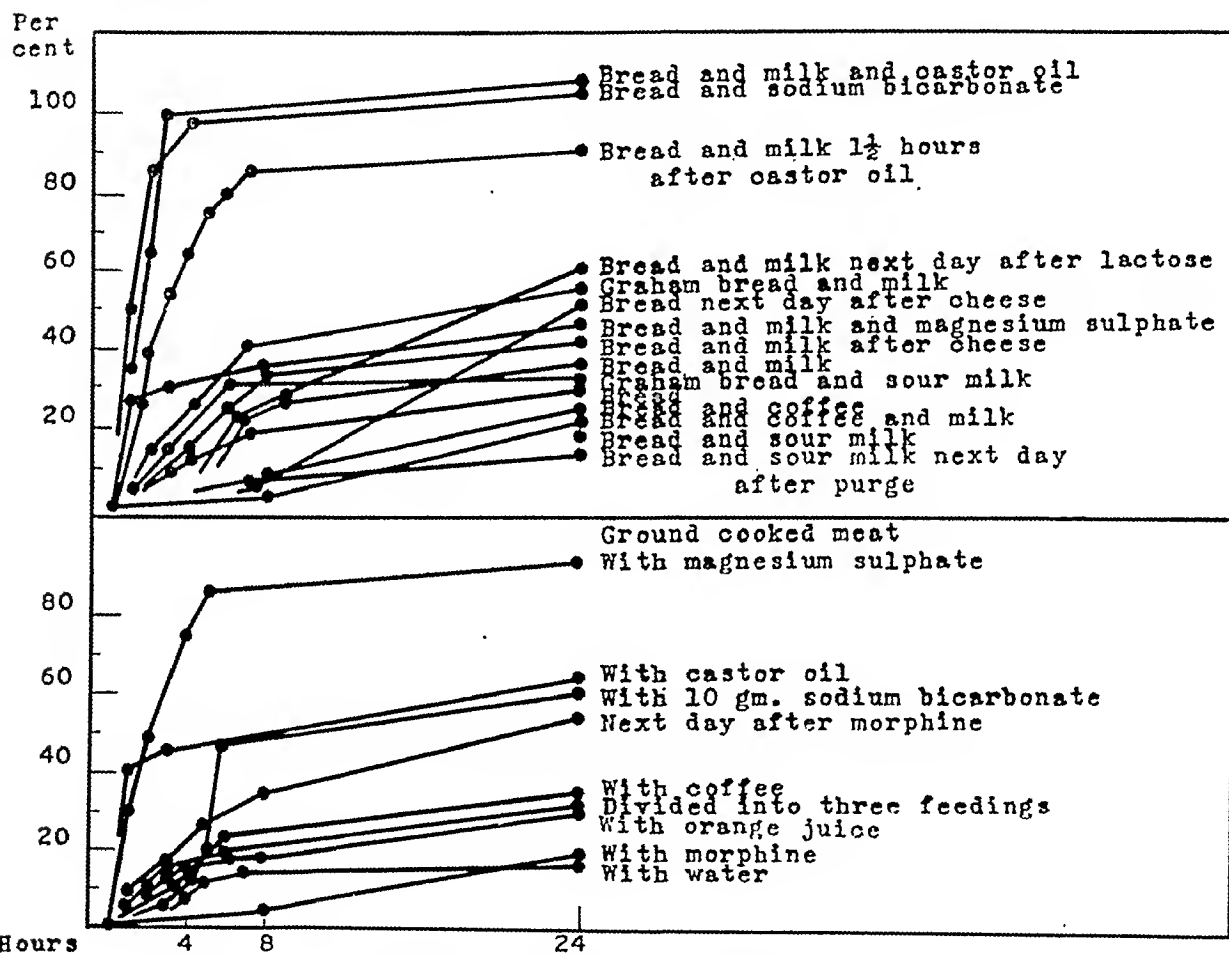 Per
cent
100
80
60
40
20
Bread and milk and castor oil
Bread and sodium bicarbonate
Bread and milk 1½ hours
after castor oil
Bread and milk next day after lactose
Graham bread and milk
Bread next day after cheese
Bread and milk and magnesium sulphate
Bread and milk after cheese
Bread and milk
Graham bread and sour milk
Bread
Bread and coffee
Bread and coffee and milk
Bread and sour milk
Bread and sour milk next day
after purge
Ground cooked meat
With magnesium sulphate
80
60
40
20
With castor oil
With 10 gm. sodium bicarbonate
Next day after morphine
With coffee
Divided into three feedings
With orange juice
With morphine
With water
Hours 4 8 24